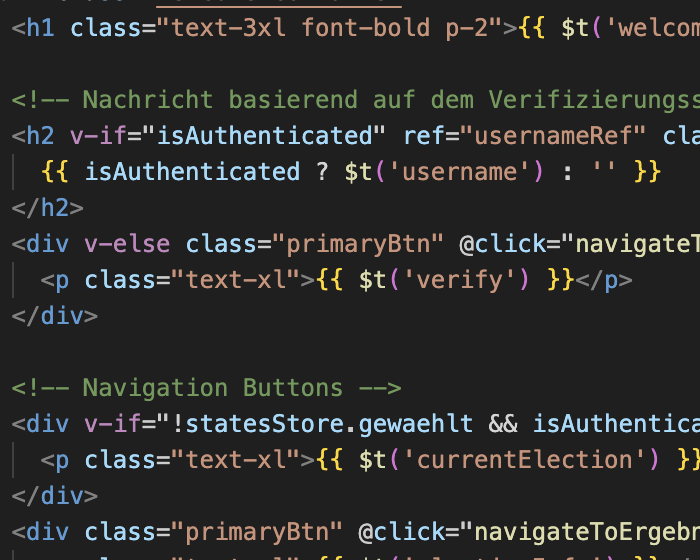 <h1 class="text-3xl font-bold p-2">{{ $t('welcom
<!-- Nachricht basierend auf dem Verifizierungss
<h2 v-if="isAuthenticated" ref="usernameRef" cla
{{ isAuthenticated ? $t('username') : '' }}
</h2>
<div v-else class="primaryBtn" @click="navigateT
<p class="text-xl">{{ $t('verify') }}</p>
</div>
<!-- Navigation Buttons -->
<div v-if="!statesStore.gewaehlt && isAuthentica
<p class="text-xl">{{ $t('currentElection') }}
</div>
<div class="primaryBtn" @click="navigateToErgebn